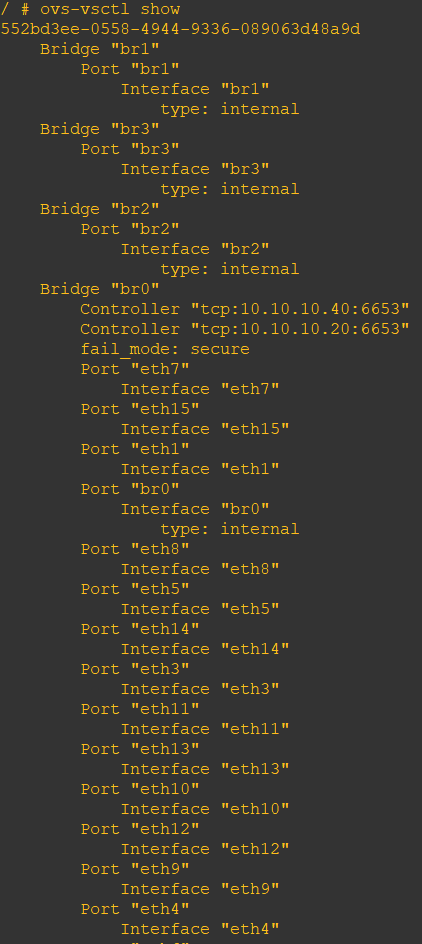 / # ovs-vsctl show
552bd3ee-0558-4944-9336-089063d48a9d
    Bridge "br1"
        Port "br1"
            Interface "br1"
                type: internal
    Bridge "br3"
        Port "br3"
            Interface "br3"
                type: internal
    Bridge "br2"
        Port "br2"
            Interface "br2"
                type: internal
    Bridge "br0"
        Controller "tcp:10.10.10.40:6653"
        Controller "tcp:10.10.10.20:6653"
        fail_mode: secure
        Port "eth7"
            Interface "eth7"
        Port "eth15"
            Interface "eth15"
        Port "eth1"
            Interface "eth1"
        Port "br0"
            Interface "br0"
                type: internal
        Port "eth8"
            Interface "eth8"
        Port "eth5"
            Interface "eth5"
        Port "eth14"
            Interface "eth14"
        Port "eth3"
            Interface "eth3"
        Port "eth11"
            Interface "eth11"
        Port "eth13"
            Interface "eth13"
        Port "eth10"
            Interface "eth10"
        Port "eth12"
            Interface "eth12"
        Port "eth9"
            Interface "eth9"
        Port "eth4"
            Interface "eth4"